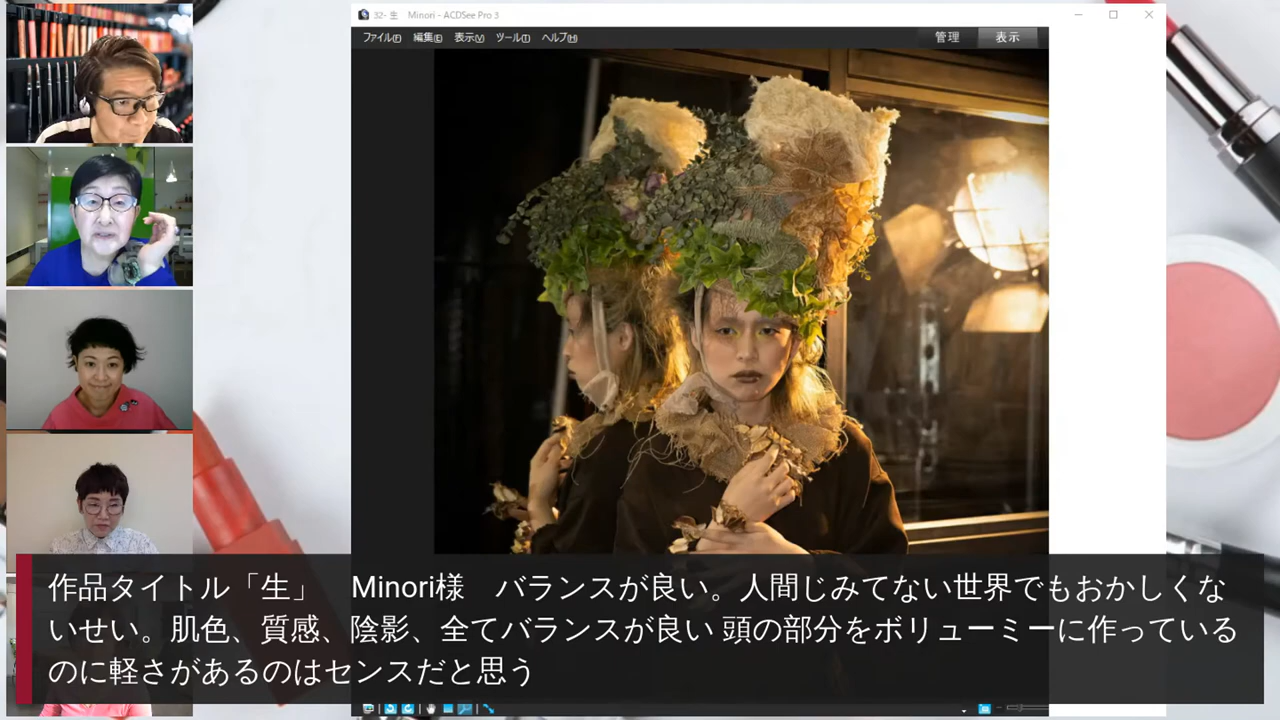 32- 生　Minori - ACDSee Pro 3
ファイル(F) 編集(E) 表示(V) ツール(T) ヘルプ(H) 管理 表示
作品タイトル「生」　Minori様　バランスが良い。人間じみてない世界でもおかしくな
いせい。肌色、質感、陰影、全てバランスが良い 頭の部分をボリューミーに作っている
のに軽さがあるのはセンスだと思う